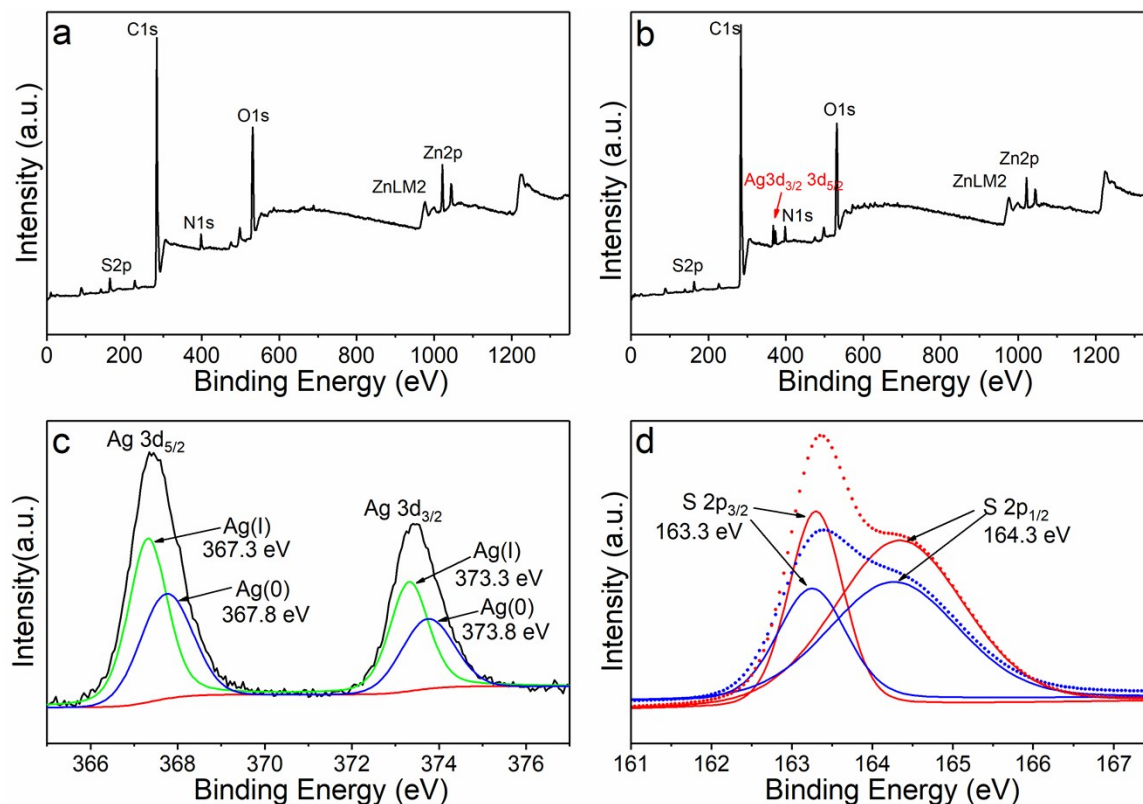 a
C1s
O1s
Zn2p
ZnLM2
N1s
S2p
Intensity (a.u.)
0 200 400 600 800 1000 1200
Binding Energy (eV)
b
C1s
O1s
Ag3d3/2 3d5/2
Zn2p
ZnLM2
N1s
S2p
Intensity (a.u.)
0 200 400 600 800 1000 1200
Binding Energy (eV)
c
Ag 3d5/2
Ag(I)
367.3 eV
Ag(0)
367.8 eV
Ag 3d3/2
Ag(I)
373.3 eV
Ag(0)
373.8 eV
Intensity(a.u.)
366 368 370 372 374 376
Binding Energy (eV)
d
S 2p3/2
163.3 eV
S 2p1/2
164.3 eV
Intensity (a.u.)
161 162 163 164 165 166 167
Binding Energy (eV)